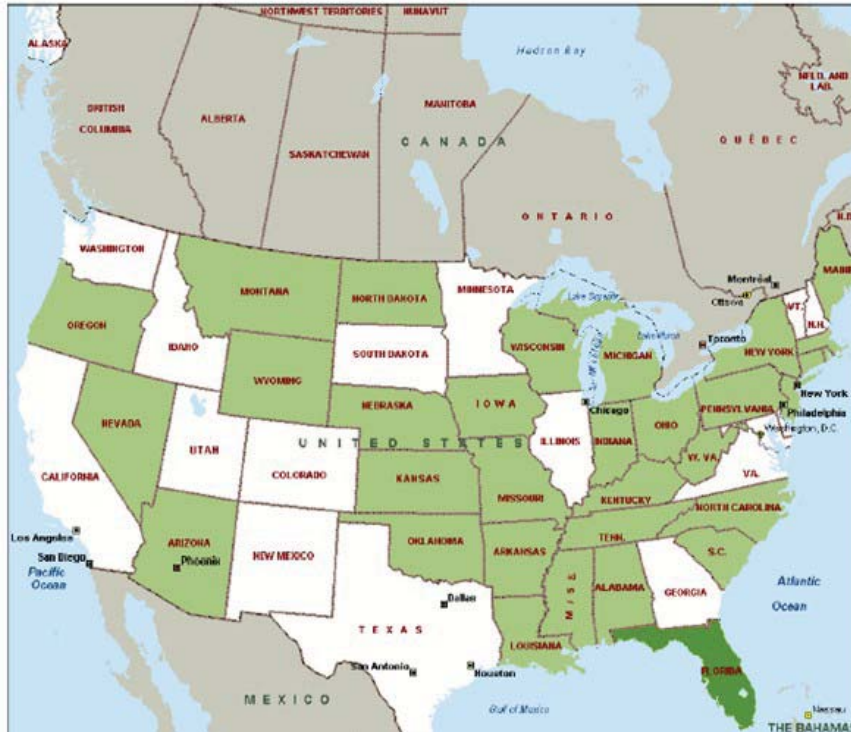 NORTHWEST TERRITORIES
NUNAVUT
ALASKA
Hudson Bay
NFLD. AND
LAB.
BRITISH
COLUMBIA
ALBERTA
MANITOBA
SASKATCHEWAN
CANADA
QUÉBEC
ONTARIO
WASHINGTON
MONTANA
NORTH DAKOTA
MINNESOTA
Lake Superior
Montréal
Ottawa
MAINE
VT.
N.H.
OREGON
IDAHO
SOUTH DAKOTA
WISCONSIN
MICHIGAN
Lake Huron
Toronto
NEW YORK
WYOMING
NEVADA
NEBRASKA
IOWA
Chicago
New York
PENNSYLVANIA
Philadelphia
Washington, D.C.
UNITED STATES
ILLINOIS
INDIANA
OHIO
W. VA.
VA.
UTAH
COLORADO
CALIFORNIA
KANSAS
MISSOURI
KENTUCKY
NORTH CAROLINA
Los Angeles
San Diego
Pacific
Ocean
ARIZONA
Phoenix
NEW MEXICO
OKLAHOMA
ARKANSAS
TENN.
S.C.
MISS
ALABAMA
GEORGIA
Atlantic
Ocean
Dallas
TEXAS
LOUISIANA
San Antonio
Houston
FLORIDA
MEXICO
Gulf of Mexico
Nassau
THE BAHAMAS